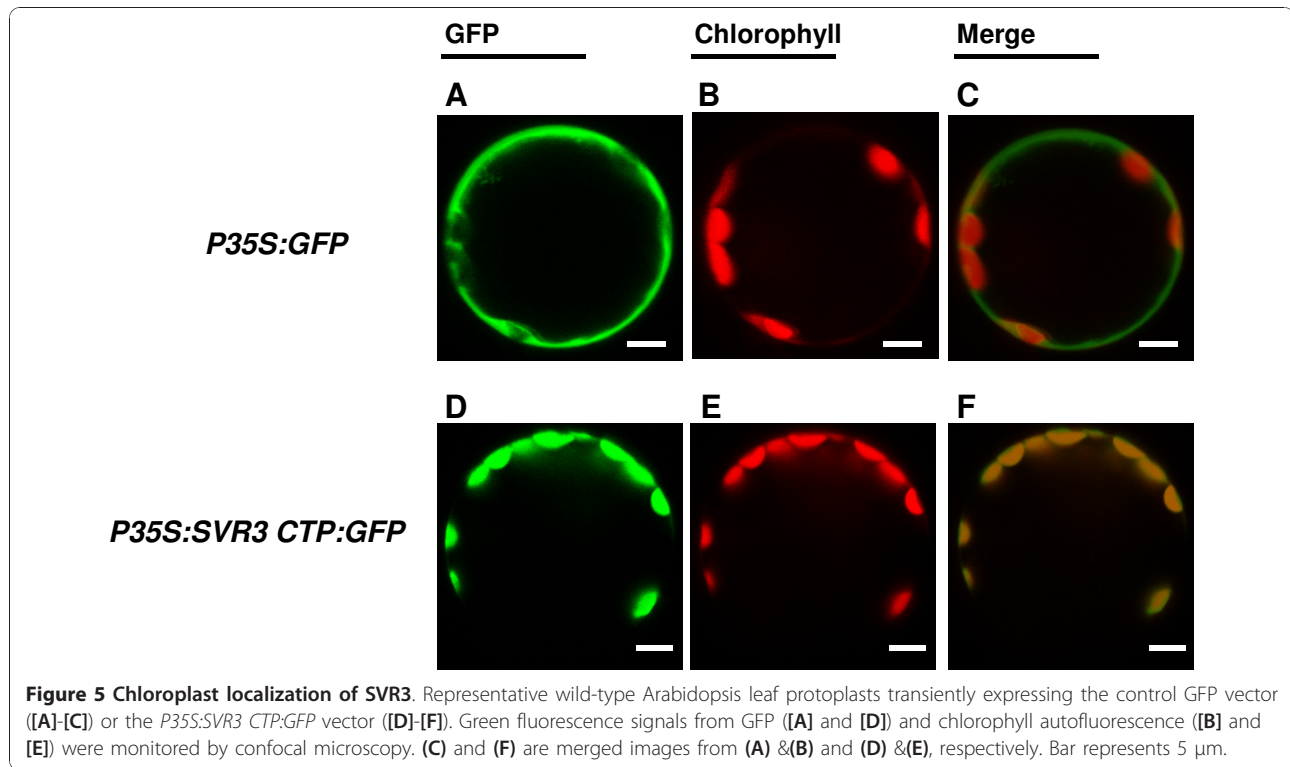 GFP Chlorophyll Merge
A B C
P35S:GFP
D E F
P35S:SVR3 CTP:GFP
Figure 5 Chloroplast localization of SVR3. Representative wild-type Arabidopsis leaf protoplasts transiently expressing the control GFP vector
([A]-[C]) or the P35S:SVR3 CTP:GFP vector ([D]-[F]). Green fluorescence signals from GFP ([A] and [D]) and chlorophyll autofluorescence ([B] and
[E]) were monitored by confocal microscopy. (C) and (F) are merged images from (A) &(B) and (D) &(E), respectively. Bar represents 5 μm.